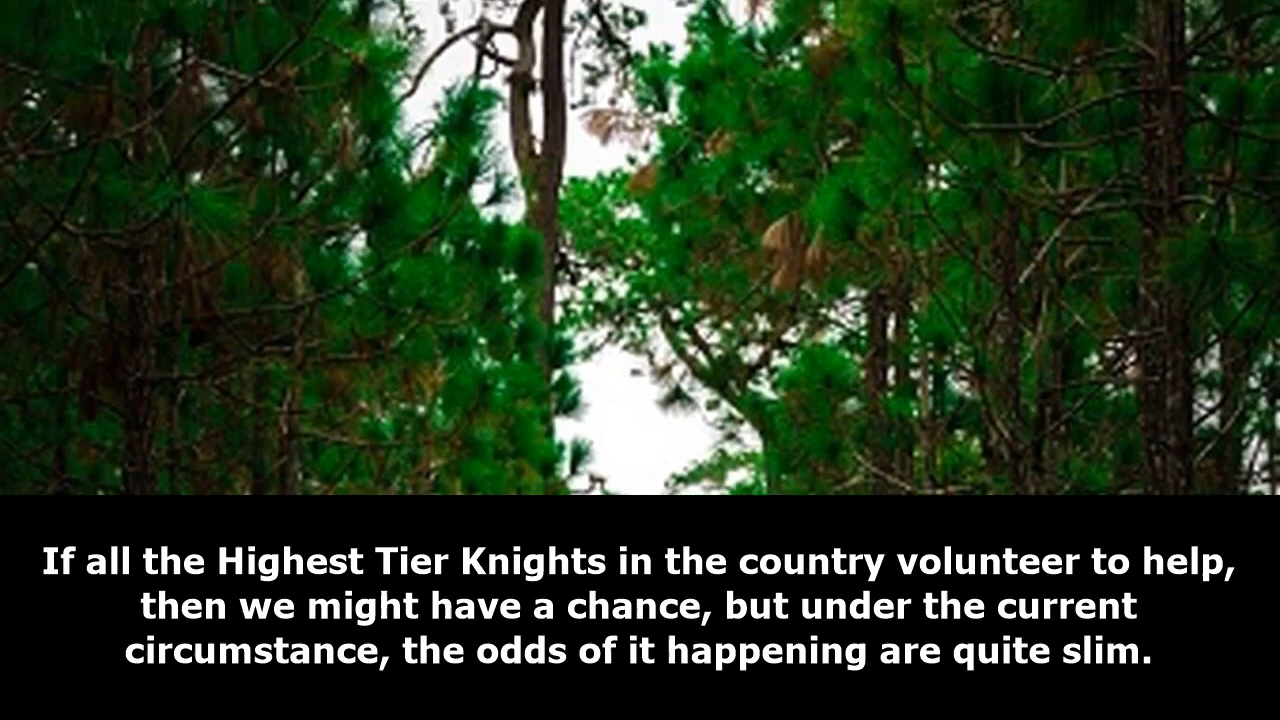 If all the Highest Tier Knights in the country volunteer to help,
then we might have a chance, but under the current
circumstance, the odds of it happening are quite slim.